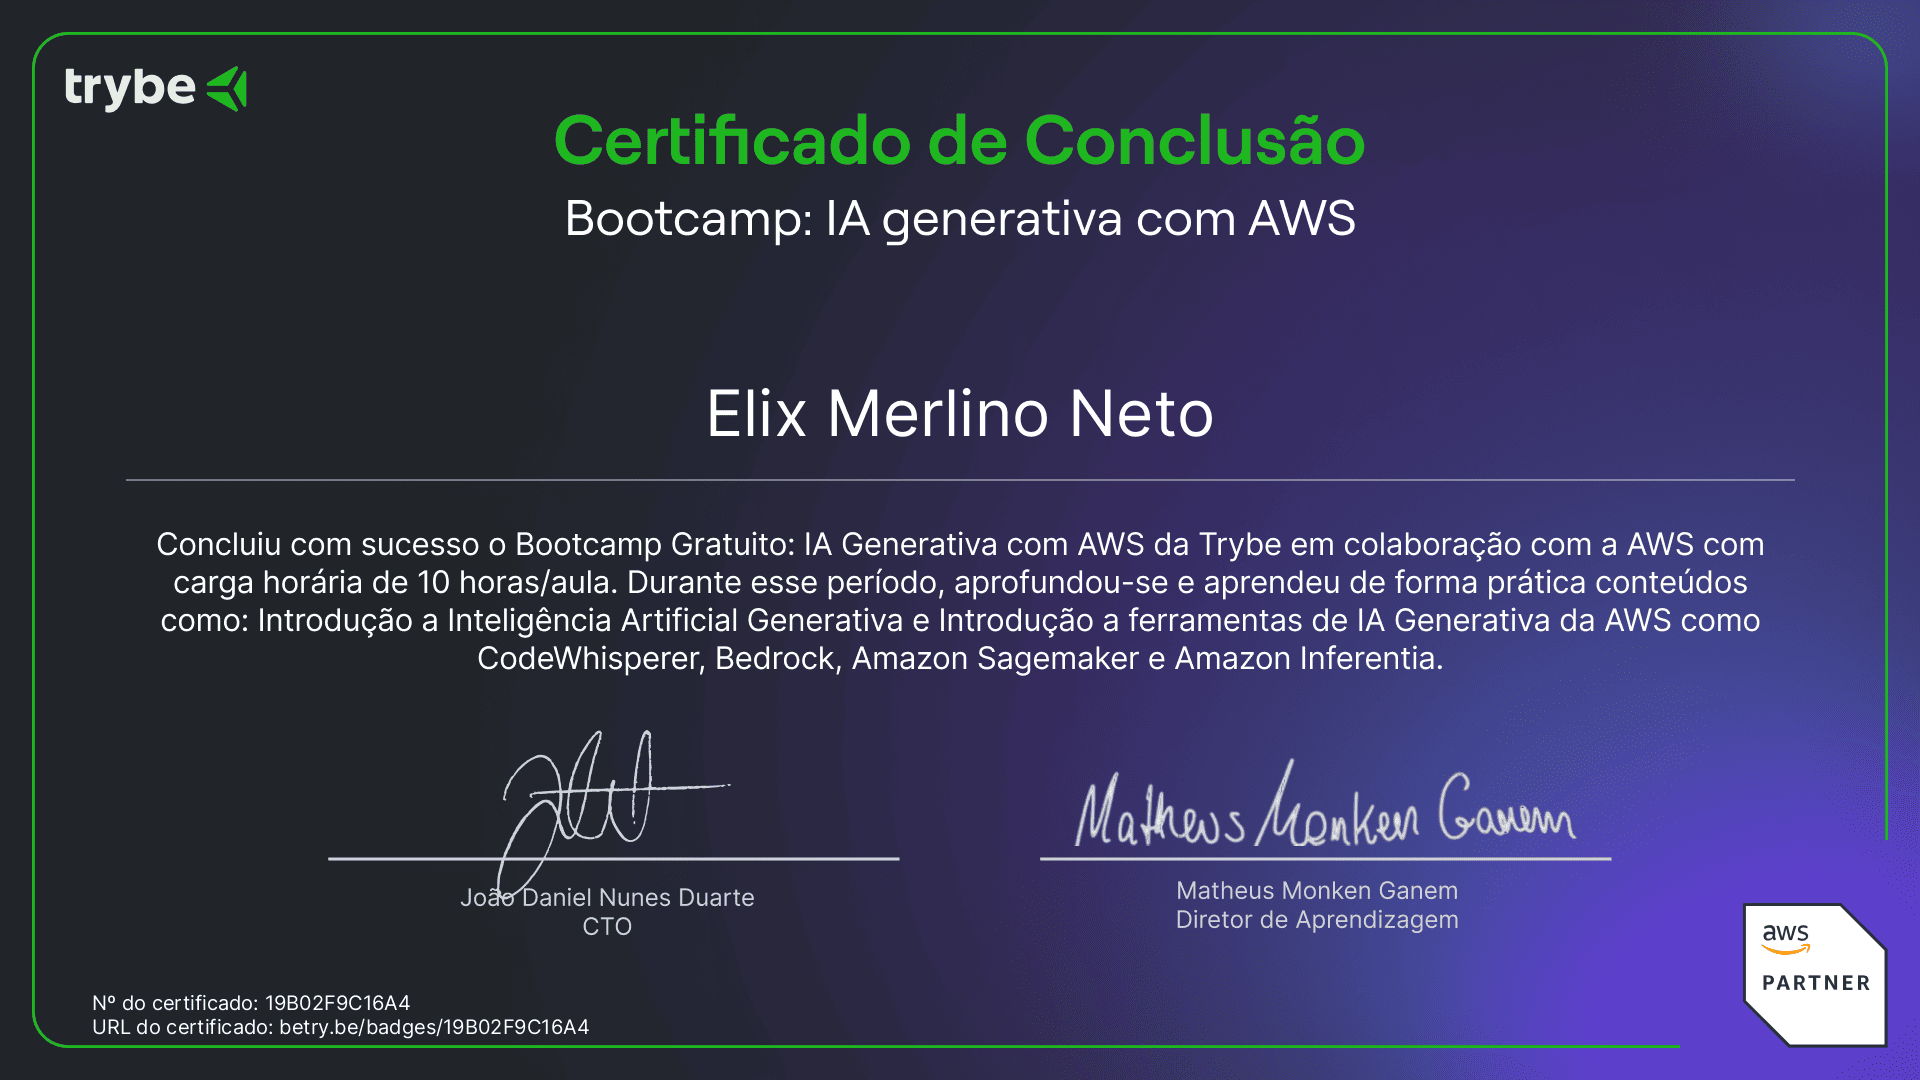 trybe
Certificado de Conclusão
Bootcamp: IA generativa com AWS
Elix Merlino Neto
Concluiu com sucesso o Bootcamp Gratuito: IA Generativa com AWS da Trybe em colaboração com a AWS com
carga horária de 10 horas/aula. Durante esse período, aprofundou-se e aprendeu de forma prática conteúdos
como: Introdução a Inteligência Artificial Generativa e Introdução a ferramentas de IA Generativa da AWS como
CodeWhisperer, Bedrock, Amazon Sagemaker e Amazon Inferentia.
Matheus Monken Ganem
João Daniel Nunes Duarte
CTO
Matheus Monken Ganem
Diretor de Aprendizagem
aws
PARTNER
Nº do certificado: 19B02F9C16A4
URL do certificado: betry.be/badges/19B02F9C16A4